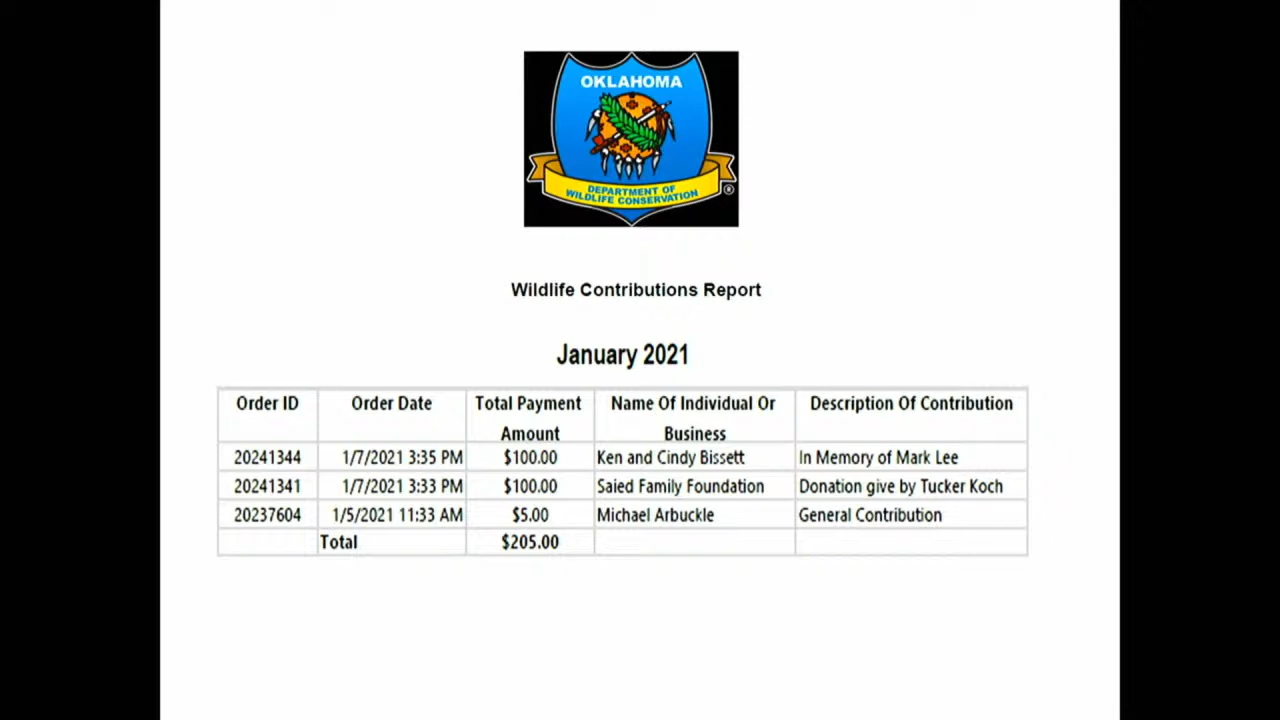 OKLAHOMA
DEPARTMENT OF
WILDLIFE CONSERVATION
®
Wildlife Contributions Report
January 2021
Order ID Order Date Total Payment Amount Name Of Individual Or Business Description Of Contribution
20241344 1/7/2021 3:35 PM $100.00 Ken and Cindy Bissett In Memory of Mark Lee
20241341 1/7/2021 3:33 PM $100.00 Saied Family Foundation Donation give by Tucker Koch
20237604 1/5/2021 11:33 AM $5.00 Michael Arbuckle General Contribution
Total $205.00